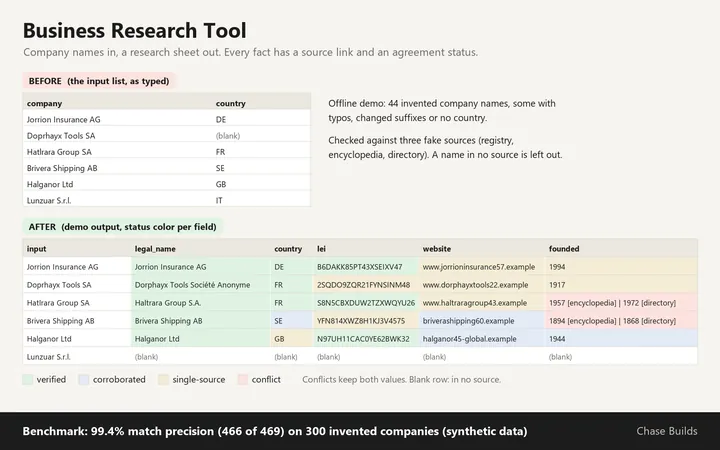 Business Research Tool
Company names in, a research sheet out. Every fact has a source link and an agreement status.
BEFORE (the input list, as typed)
company country
Jorrion Insurance AG DE
Doprhayx Tools SA (blank)
Hatlrara Group SA FR
Brivera Shipping AB SE
Halganor Ltd GB
Lunzuar S.r.l. IT
Offline demo: 44 invented company names, some with
typos, changed suffixes or no country.
Checked against three fake sources (registry,
encyclopedia, directory). A name in no source is left out.
AFTER (demo output, status color per field)
input legal_name country lei website founded
Jorrion Insurance AG Jorrion Insurance AG DE B6DAKK85PT43XSEIXV47 www.jorrioninsurance57.example 1994
Doprhayx Tools SA Dorphayx Tools Société Anonyme FR 2SQDO9ZQR21FYNSINM48 www.dorphayxtools22.example 1917
Hatlrara Group SA Haltrara Group S.A. FR S8N5CBXDUW2TZXWQYU26 www.haltraragroup43.example 1957 [encyclopedia] | 1972 [directory]
Brivera Shipping AB Brivera Shipping AB SE YFN814XWZ8H1KJ3V4575 briverashipping60.example 1894 [encyclopedia] | 1868 [directory]
Halganor Ltd Halganor Ltd GB N97UH11CAC0YE62BWK32 halganor45-global.example 1944
Lunzuar S.r.l. (blank) (blank) (blank) (blank) (blank)
verified corroborated single-source conflict Conflicts keep both values. Blank row: in no source.
Benchmark: 99.4% match precision (466 of 469) on 300 invented companies (synthetic data)
Chase Builds